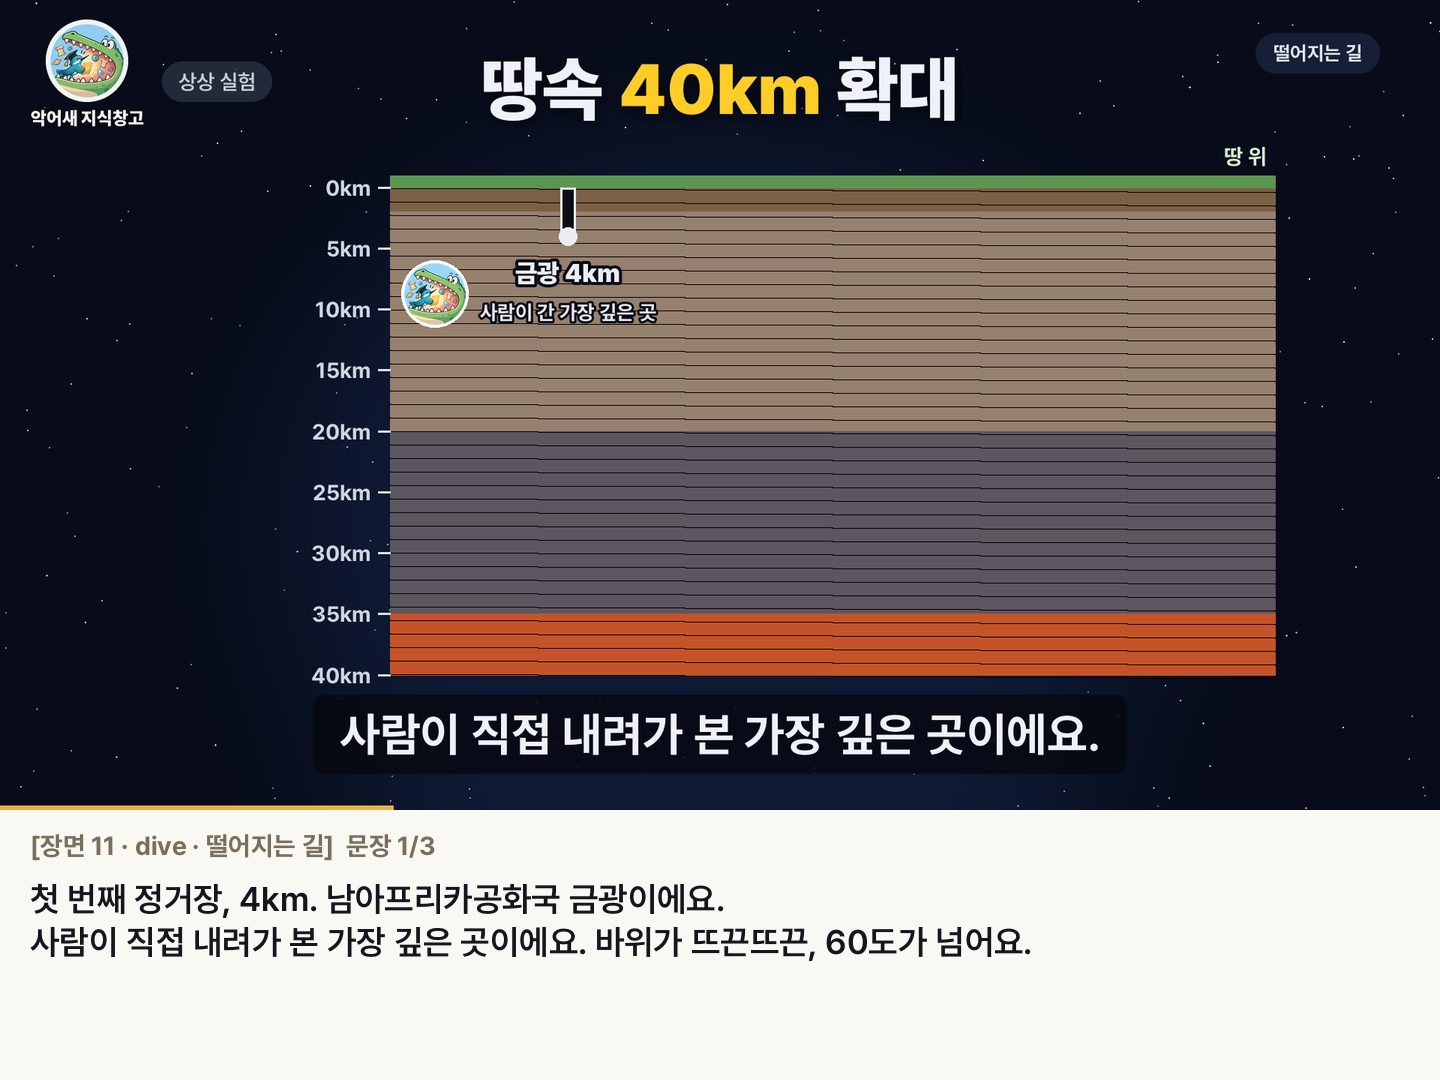 악어새 지식창고
상상 실험
땅속 40km 확대
떨어지는 길
땅 위
0km
5km
10km
15km
20km
25km
30km
35km
40km
금광 4km
사람이 간 가장 깊은 곳
사람이 직접 내려가 본 가장 깊은 곳이에요.
[장면 11 · dive · 떨어지는 길] 문장 1/3
첫 번째 정거장, 4km. 남아프리카공화국 금광이에요.
사람이 직접 내려가 본 가장 깊은 곳이에요. 바위가 뜨끈뜨끈, 60도가 넘어요.